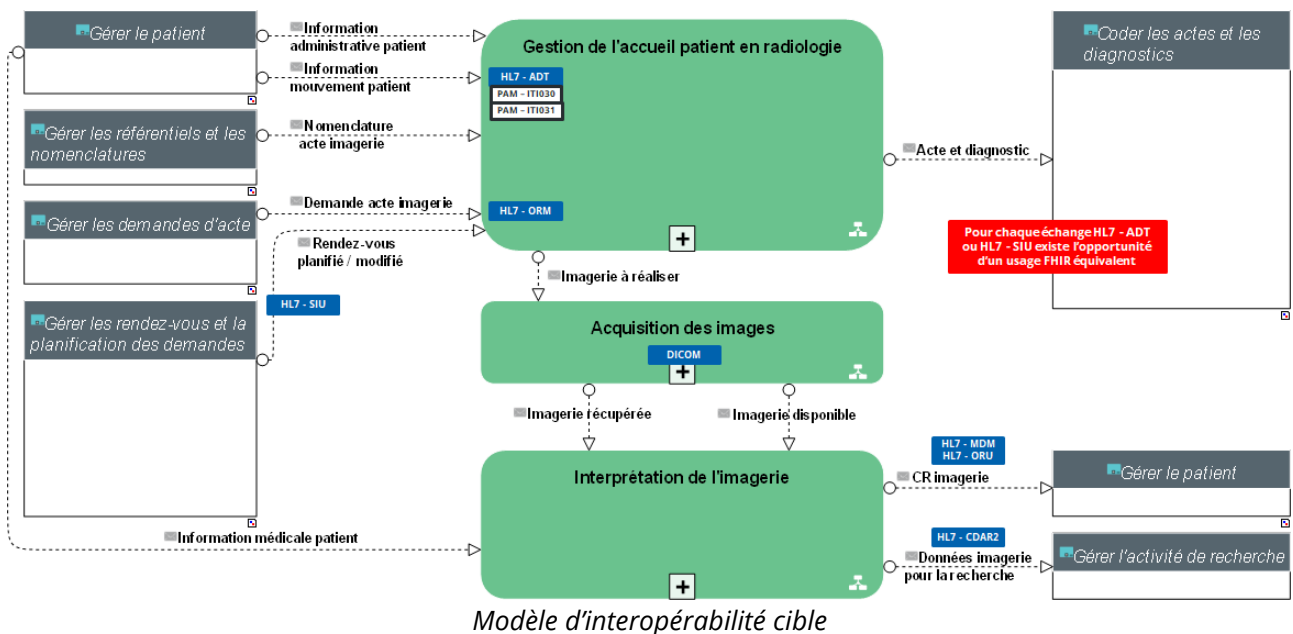 Gérer le patient
Information
administrative patient
Information
mouvement patient
Gestion de l'accueil patient en radiologie
HL7 - ADT
PAM - ITI030
PAM - ITI031
Coder les actes et les
diagnostics
Gérer les référentiels et les
nomenclatures
Nomenclature
acte imagerie
Acte et diagnostic
Gérer les demandes d'acte
Demande acte imagerie
HL7 - ORM
Rendez-vous
planifié / modifié
Pour chaque échange HL7 - ADT
ou HL7 - SIU existe l’opportunité
d’un usage FHIR équivalent
Imagerie à réaliser
HL7 - SIU
Gérer les rendez-vous et la
planification des demandes
Acquisition des images
DICOM
Imagerie récupérée
Imagerie disponible
HL7 - MDM
HL7 - ORU
Interprétation de l'imagerie
CR imagerie
Gérer le patient
Information médicale patient
HL7 - CDAR2
Données imagerie
pour la recherche
Gérer l'activité de recherche
Modèle d’interopérabilité cible